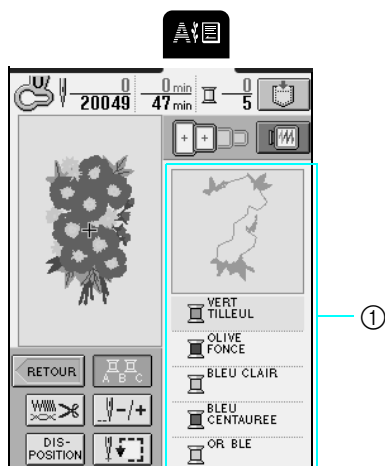 A
U
0
20049
0 min
47 min
0
5
VERT
TILLEUL
OLIVE
FONCE
BLEU CLAIR
BLEU
CENTAUREE
OR BLE
1
RETOUR
A B C
-/+
DIS-
POSITION